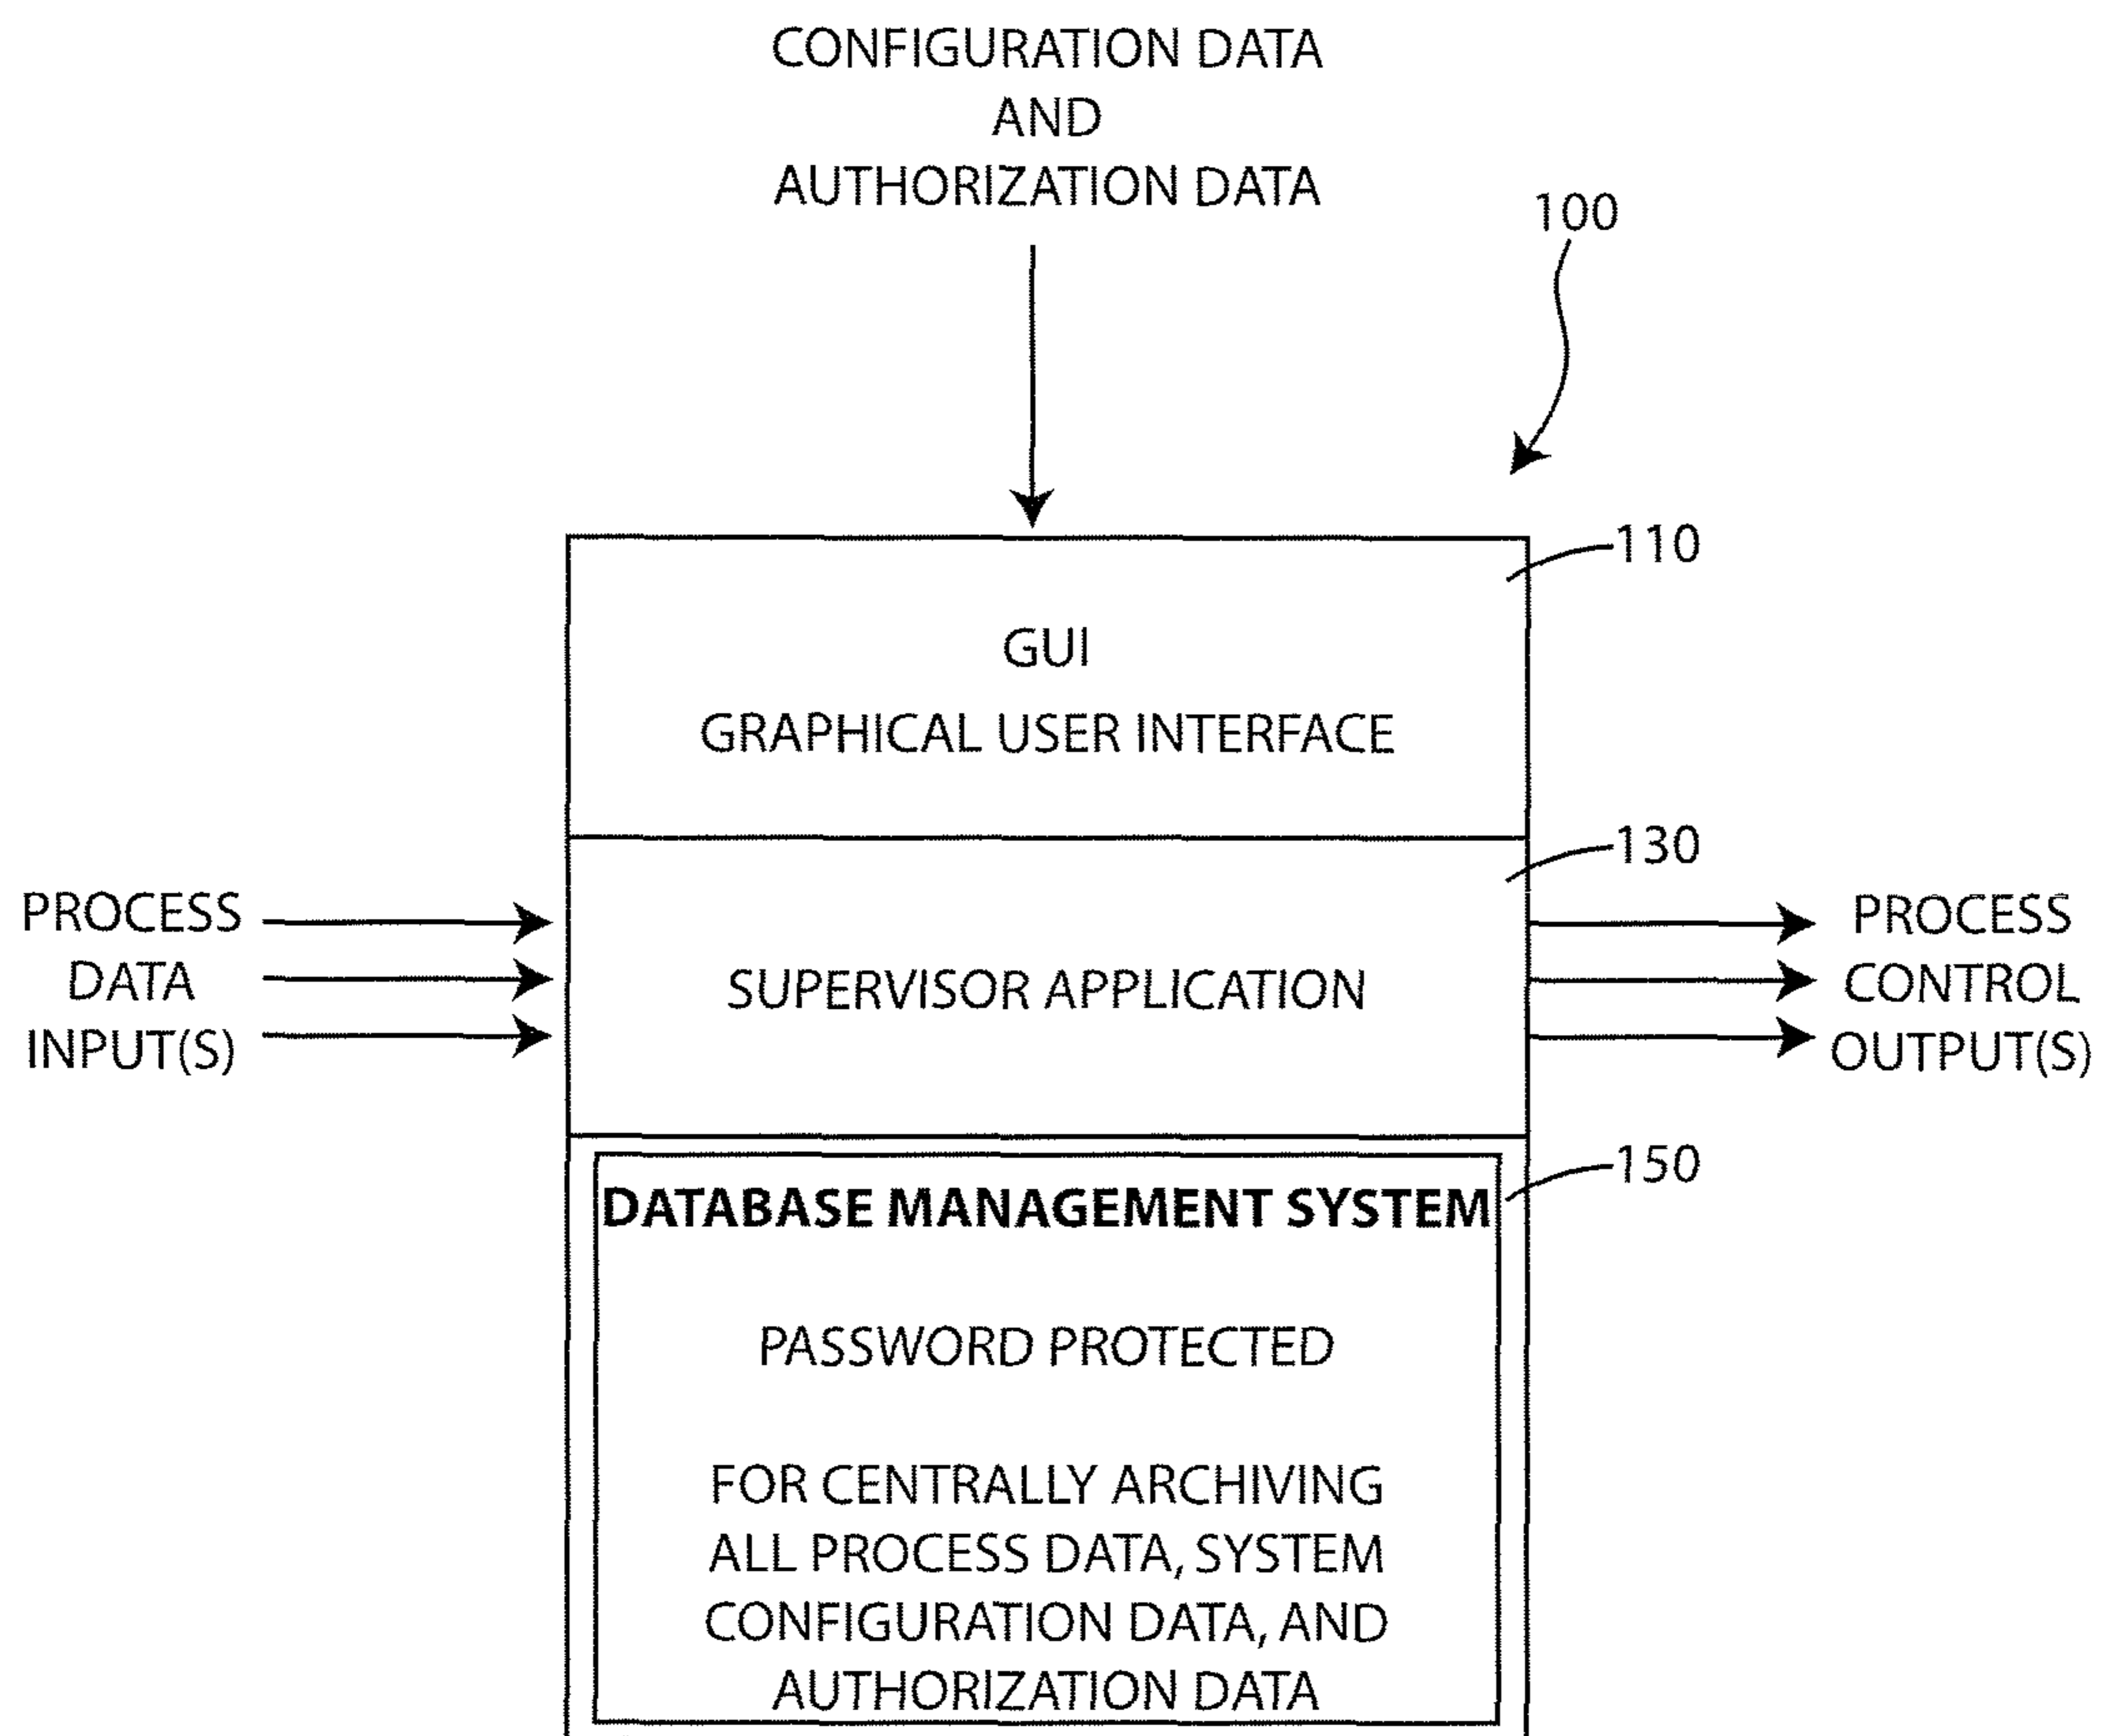 CONFIGURATION DATA
AND
AUTHORIZATION DATA
100
110
GUI
GRAPHICAL USER INTERFACE
130
PROCESS
DATA
INPUT(S)
SUPERVISOR APPLICATION
PROCESS
CONTROL
OUTPUT(S)
150
DATABASE MANAGEMENT SYSTEM
PASSWORD PROTECTED
FOR CENTRALLY ARCHIVING
ALL PROCESS DATA, SYSTEM
CONFIGURATION DATA, AND
AUTHORIZATION DATA